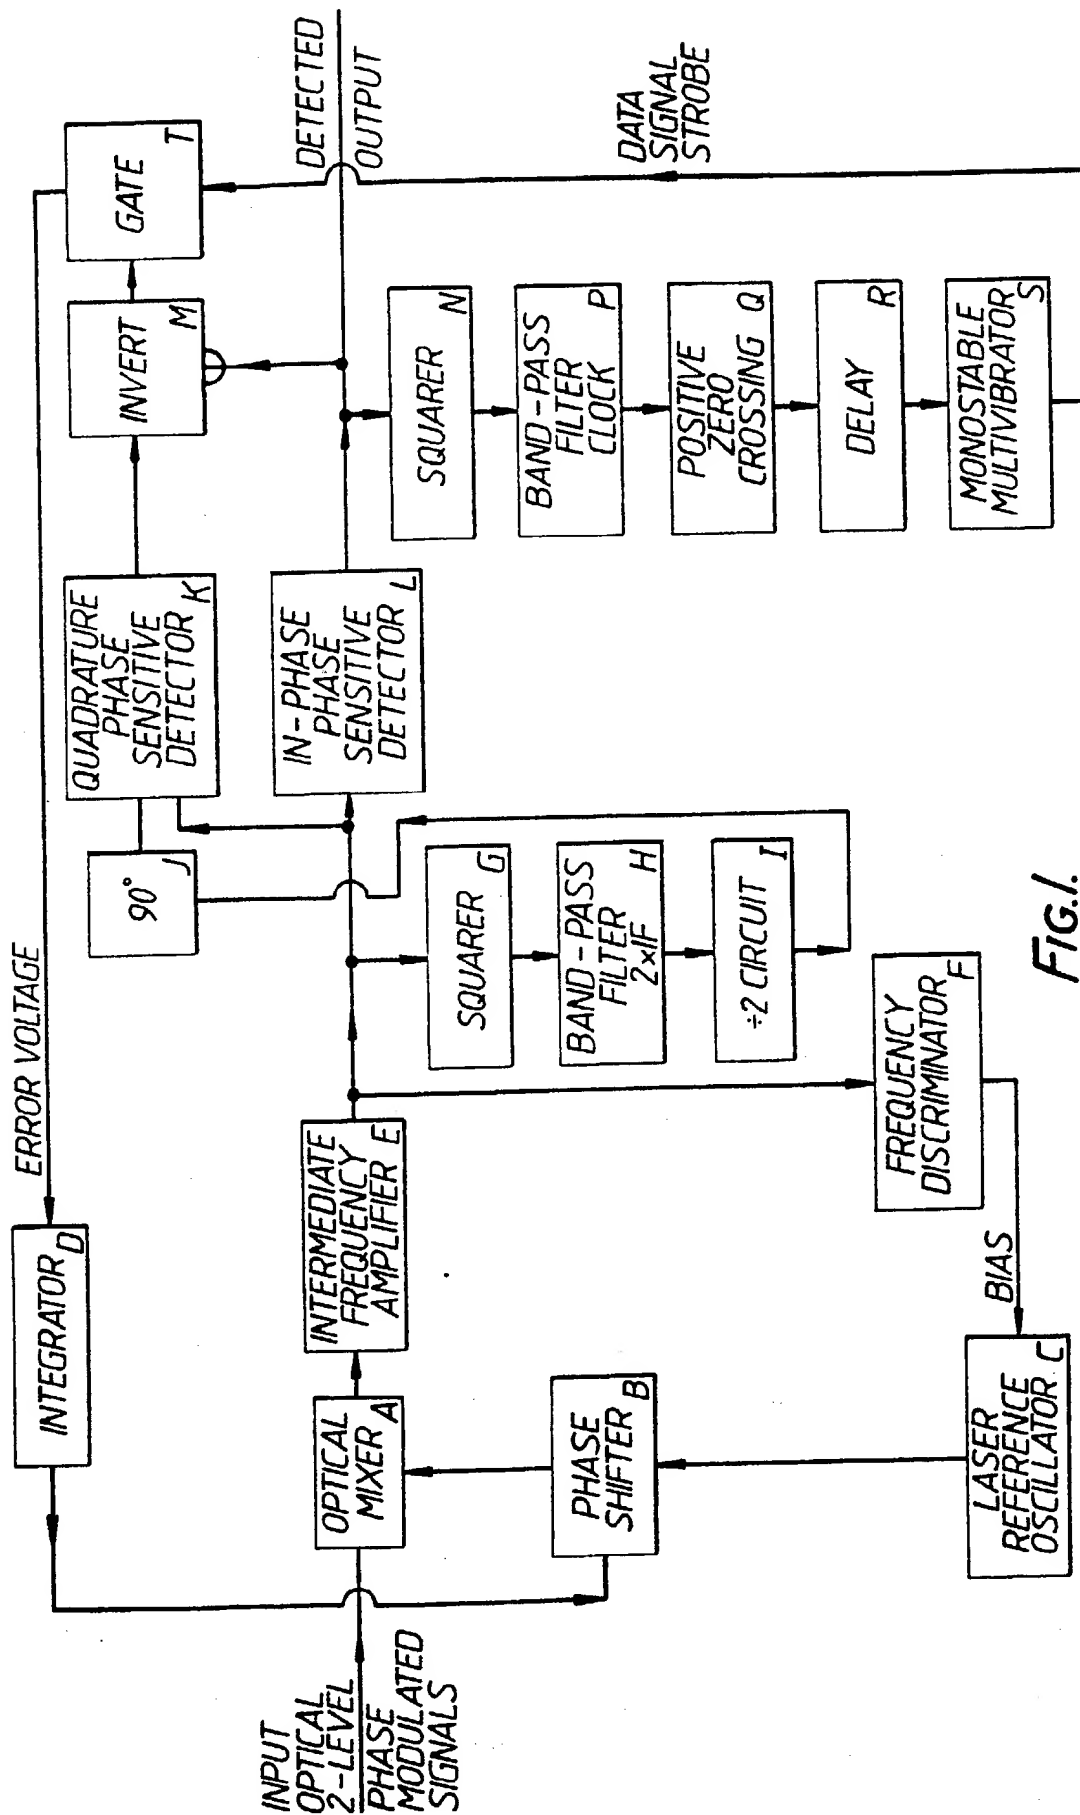 INPUT
OPTICAL
2-LEVEL
PHASE
MODULATED
SIGNALS
INTEGRATOR D
ERROR VOLTAGE
OPTICAL
MIXER A
PHASE
SHIFTER B
LASER
REFERENCE
OSCILLATOR C
BIAS
INTERMEDIATE
FREQUENCY
AMPLIFIER E
FREQUENCY
DISCRIMINATOR F
SQUARER G
BAND-PASS
FILTER
2×IF H
÷2 CIRCUIT I
90° J
QUADRATURE
PHASE
SENSITIVE
DETECTOR K
IN-PHASE
PHASE
SENSITIVE
DETECTOR L
INVERT M
GATE T
SQUARER N
BAND-PASS
FILTER
CLOCK P
POSITIVE
ZERO
CROSSING Q
DELAY R
MONOSTABLE
MULTIVIBRATOR S
DETECTED
OUTPUT
DATA
SIGNAL
STROBE
FIG.1.